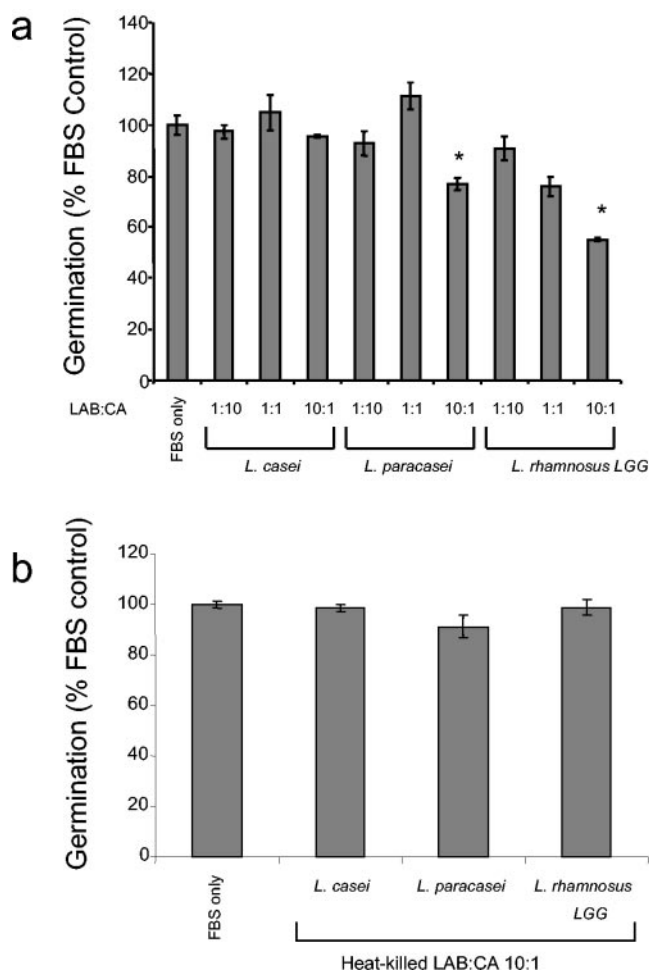 a
Germination (% FBS Control)
140
120
100
80
60
40
20
0
*
*
LAB:CA
FBS only
1:10 1:1 10:1 1:10 1:1 10:1 1:10 1:1 10:1
L. casei L. paracasei L. rhamnosus LGG
b
Germination (% FBS control)
120
100
80
60
40
20
0
FBS only
L. casei L. paracasei L. rhamnosus
LGG
Heat-killed LAB:CA 10:1